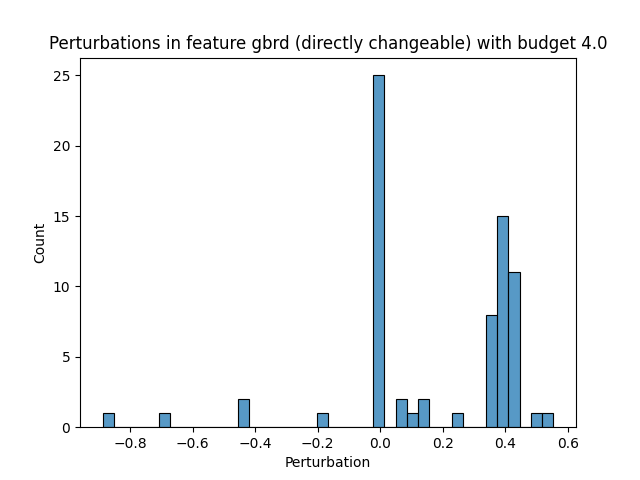 Perturbations in feature gbrd (directly changeable) with budget 4.0
25
20
15
10
5
0
Count
−0.8 −0.6 −0.4 −0.2 0.0 0.2 0.4 0.6
Perturbation